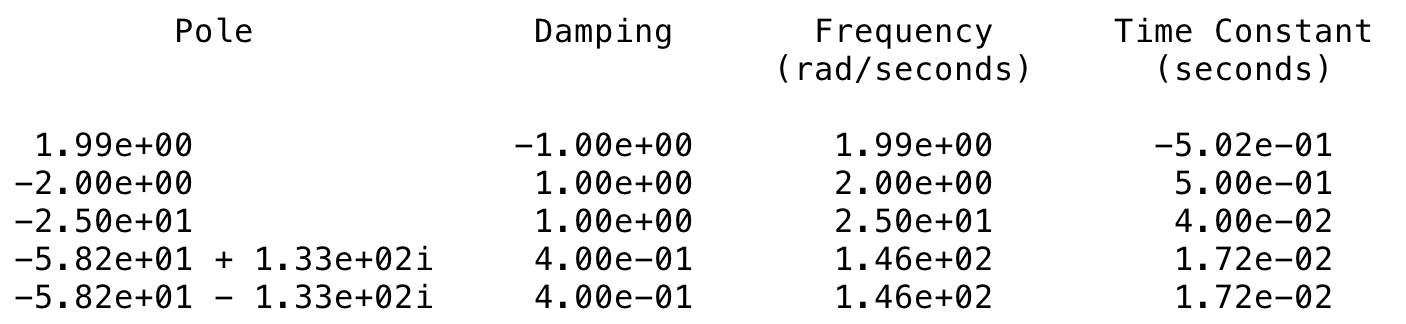 Pole Damping Frequency Time Constant
(rad/seconds) (seconds)
1.99e+00 −1.00e+00 1.99e+00 −5.02e−01
−2.00e+00 1.00e+00 2.00e+00 5.00e−01
−2.50e+01 1.00e+00 2.50e+01 4.00e−02
−5.82e+01 + 1.33e+02i 4.00e−01 1.46e+02 1.72e−02
−5.82e+01 − 1.33e+02i 4.00e−01 1.46e+02 1.72e−02